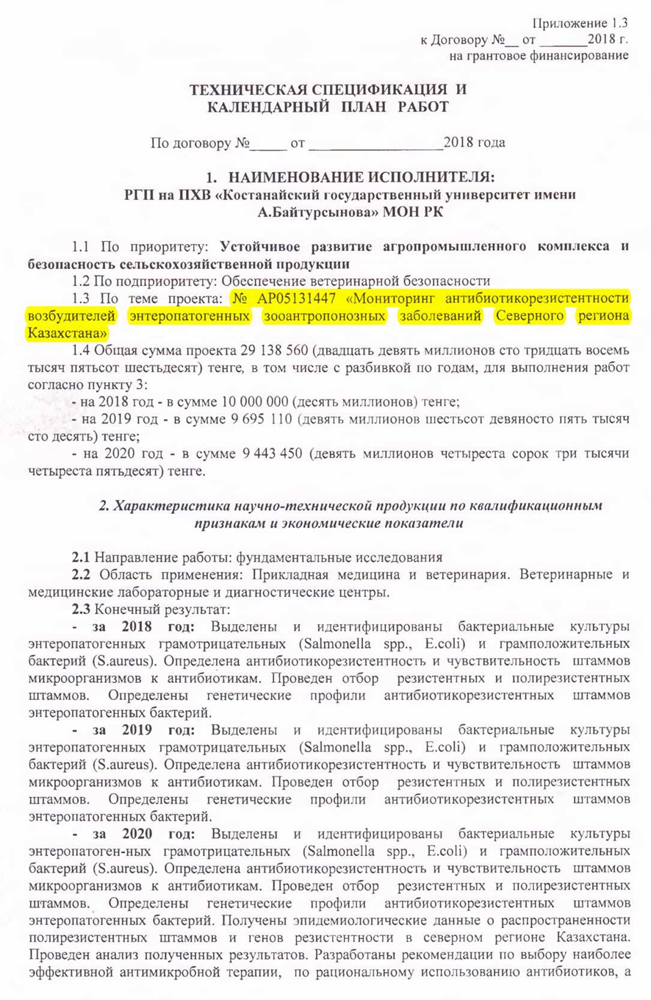 Приложение 1.3
к Договору №__ от _______2018 г.
на грантовое финансирование
ТЕХНИЧЕСКАЯ СПЕЦИФИКАЦИЯ И
КАЛЕНДАРНЫЙ ПЛАН РАБОТ
По договору №_____ от __________________2018 года
1. НАИМЕНОВАНИЕ ИСПОЛНИТЕЛЯ:
РГП на ПХВ «Костанайский государственный университет имени
А.Байтурсынова» МОН РК
1.1 По приоритету: Устойчивое развитие агропромышленного комплекса и
безопасность сельскохозяйственной продукции
1.2 По подприоритету: Обеспечение ветеринарной безопасности
1.3 По теме проекта: № АР05131447 «Мониторинг антибиотикорезистентности
возбудителей энтеропатогенных зооантропонозных заболеваний Северного региона
Казахстана»
1.4 Общая сумма проекта 29 138 560 (двадцать девять миллионов сто тридцать восемь
тысяч пятьсот шестьдесят) тенге, в том числе с разбивкой по годам, для выполнения работ
согласно пункту 3:
- на 2018 год - в сумме 10 000 000 (десять миллионов) тенге;
- на 2019 год - в сумме 9 695 110 (девять миллионов шестьсот девяносто пять тысяч
сто десять) тенге;
- на 2020 год - в сумме 9 443 450 (девять миллионов четыреста сорок три тысячи
четыреста пятьдесят) тенге.
2. Характеристика научно-технической продукции по квалификационным
признакам и экономические показатели
2.1 Направление работы: фундаментальные исследования
2.2 Область применения: Прикладная медицина и ветеринария. Ветеринарные и
медицинские лабораторные и диагностические центры.
2.3 Конечный результат:
- за 2018 год: Выделены и идентифицированы бактериальные культуры
энтеропатогенных грамотрицательных (Salmonella spp., E.coli) и грамположительных
бактерий (S.aureus). Определена антибиотикорезистентность и чувствительность штаммов
микроорганизмов к антибиотикам. Проведен отбор резистентных и полирезистентных
штаммов. Определены генетические профили антибиотикорезистентных штаммов
энтеропатогенных бактерий.
- за 2019 год: Выделены и идентифицированы бактериальные культуры
энтеропатогенных грамотрицательных (Salmonella spp., E.coli) и грамположительных
бактерий (S.aureus). Определена антибиотикорезистентность и чувствительность штаммов
микроорганизмов к антибиотикам. Проведен отбор резистентных и полирезистентных
штаммов. Определены генетические профили антибиотикорезистентных штаммов
энтеропатогенных бактерий.
- за 2020 год: Выделены и идентифицированы бактериальные культуры
энтеропатоген-ных грамотрицательных (Salmonella spp., E.coli) и грамположительных
бактерий (S.aureus). Определена антибиотикорезистентность и чувствительность штаммов
микроорганизмов к антибиотикам. Проведен отбор резистентных и полирезистентных
штаммов. Определены генетические профили антибиотикорезистентных штаммов
энтеропатогенных бактерий. Получены эпидемиологические данные о распространенности
полирезистентных штаммов и генов резистентности в северном регионе Казахстана.
Проведен анализ полученных результатов. Разработаны рекомендации по выбору наиболее
эффективной антимикробной терапии, по рациональному использованию антибиотиков, а